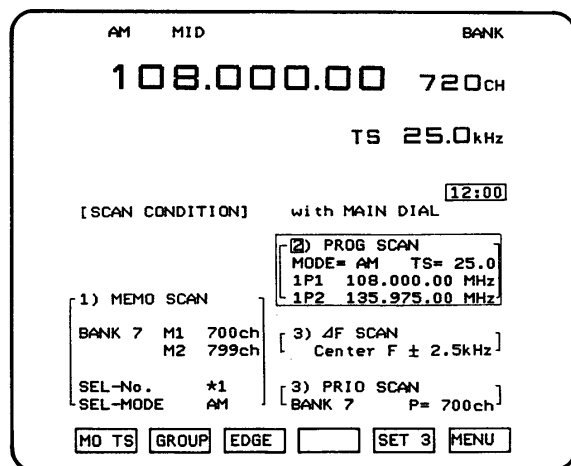 AM MID BANK
108.000.00 720CH
TS 25.0kHz
12:00
[SCAN CONDITION] with MAIN DIAL
2) PROG SCAN
MODE= AM TS= 25.0
1P1 108.000.00 MHz
1P2 135.975.00 MHz
1) MEMO SCAN
BANK 7 M1 700ch
M2 799ch
SEL-No. *1
SEL-MODE AM
3) ⊿F SCAN
Center F ± 2.5kHz
3) PRIO SCAN
BANK 7 P= 700ch
MO TS GROUP EDGE SET 3 MENU